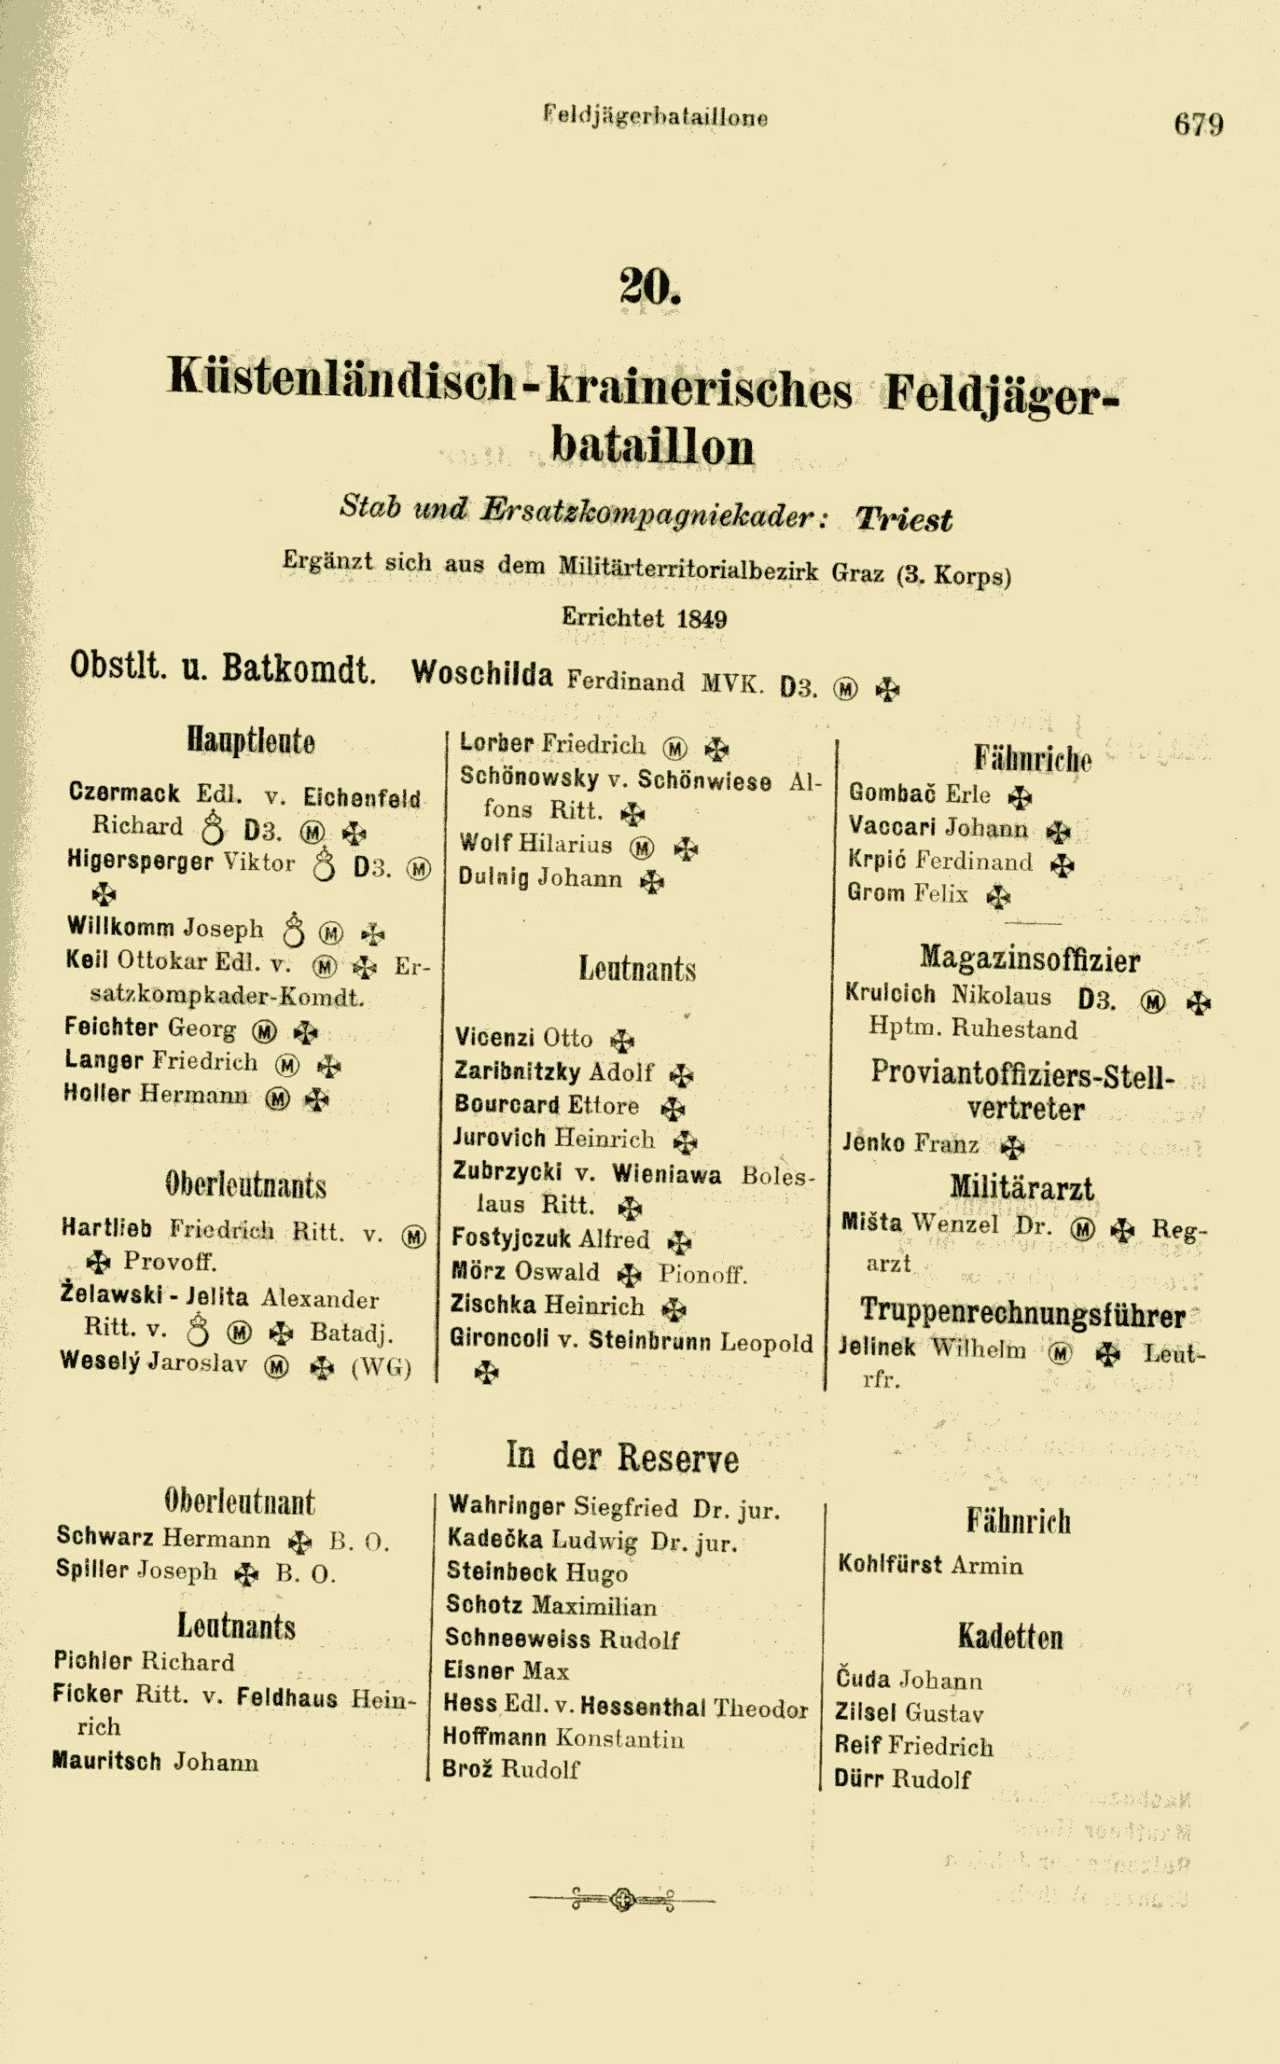 Feldjägerbataillone
679
20.
Küstenländisch-krainerisches Feldjäger-
bataillon
Stab und Ersatzkompagniekader: Triest
Ergänzt sich aus dem Militärterritorialbezirk Graz (3. Korps)
Errichtet 1849
Obstlt. u. Batkomdt. Woschilda Ferdinand MVK. D3. Ⓜ ✠
Hauptleute
Czermack Edl. v. Eichenfeld
Richard D3. Ⓜ ✠
Higersperger Viktor D3. Ⓜ
✠
Willkomm Joseph Ⓜ ✠
Keil Ottokar Edl. v. Ⓜ ✠ Er-
satzkompkader-Komdt.
Feichter Georg Ⓜ ✠
Langer Friedrich Ⓜ ✠
Holler Hermann Ⓜ ✠
Oberleutnants
Hartlieb Friedrich Ritt. v. Ⓜ
✠ Provoff.
Żelawski-Jelita Alexander
Ritt. v. Ⓜ ✠ Batadj.
Weselý Jaroslav Ⓜ ✠ (WG)
Lorber Friedrich Ⓜ ✠
Schönowsky v. Schönwiese Al-
fons Ritt. ✠
Wolf Hilarius Ⓜ ✠
Dulnig Johann ✠
Leutnants
Vicenzi Otto ✠
Zaribnitzky Adolf ✠
Bourcard Ettore ✠
Jurovich Heinrich ✠
Zubrzycki v. Wieniawa Boles-
laus Ritt. ✠
Fostyjczuk Alfred ✠
Mörz Oswald ✠ Pionoff.
Zischka Heinrich ✠
Gironcoli v. Steinbrunn Leopold
✠
Fähnriche
Gombač Erle ✠
Vaccari Johann ✠
Krpić Ferdinand ✠
Grom Felix ✠
Magazinsoffizier
Krulcich Nikolaus D3. Ⓜ ✠
Hptm. Ruhestand
Proviantoffiziers-Stell-
vertreter
Jenko Franz ✠
Militärarzt
Mišta Wenzel Dr. Ⓜ ✠ Reg-
arzt
Truppenrechnungsführer
Jelinek Wilhelm Ⓜ ✠ Leut-
rfr.
In der Reserve
Oberleutnant
Schwarz Hermann ✠ B. O.
Spiller Joseph ✠ B. O.
Leutnants
Pichler Richard
Ficker Ritt. v. Feldhaus Hein-
rich
Mauritsch Johann
Wahringer Siegfried Dr. jur.
Kadečka Ludwig Dr. jur.
Steinbeck Hugo
Schotz Maximilian
Schneeweiss Rudolf
Eisner Max
Hess Edl. v. Hessenthal Theodor
Hoffmann Konstantin
Brož Rudolf
Fähnrich
Kohlfürst Armin
Kadetten
Čuda Johann
Zilsel Gustav
Reif Friedrich
Dürr Rudolf